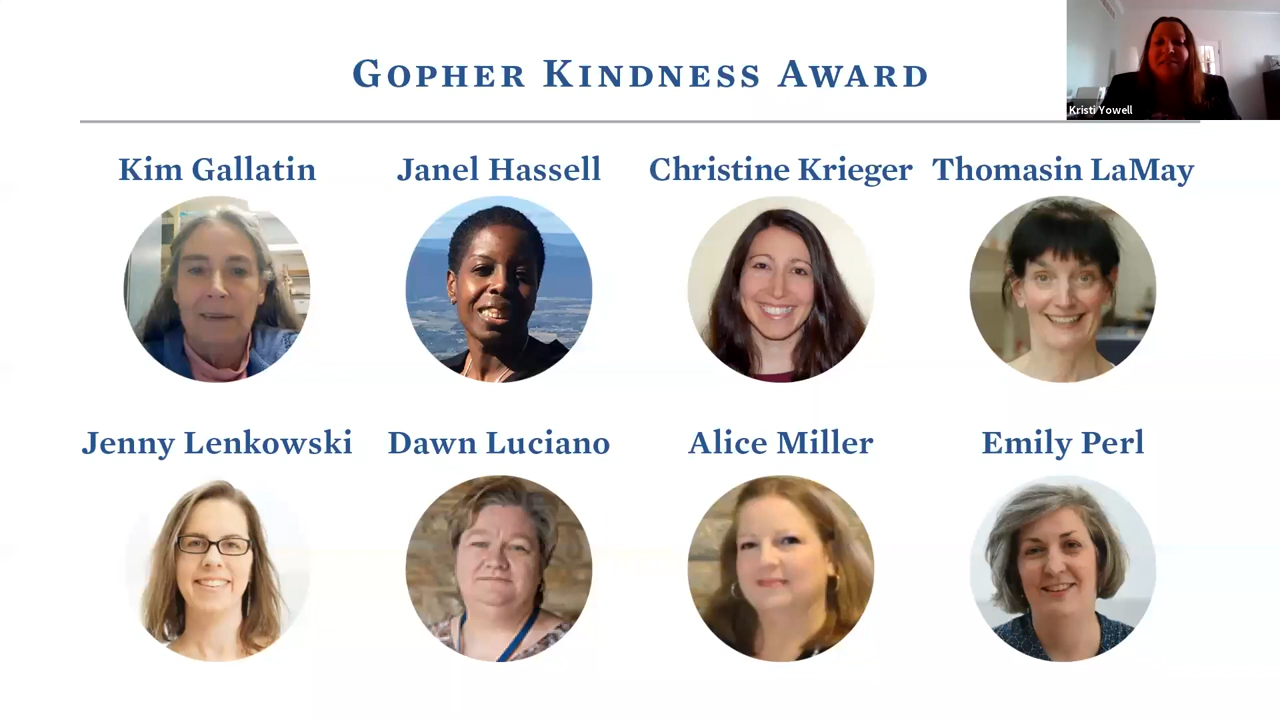 Gopher Kindness Award
Kristi Yowell
Kim Gallatin Janel Hassell Christine Krieger Thomasin LaMay
Jenny Lenkowski Dawn Luciano Alice Miller Emily Perl